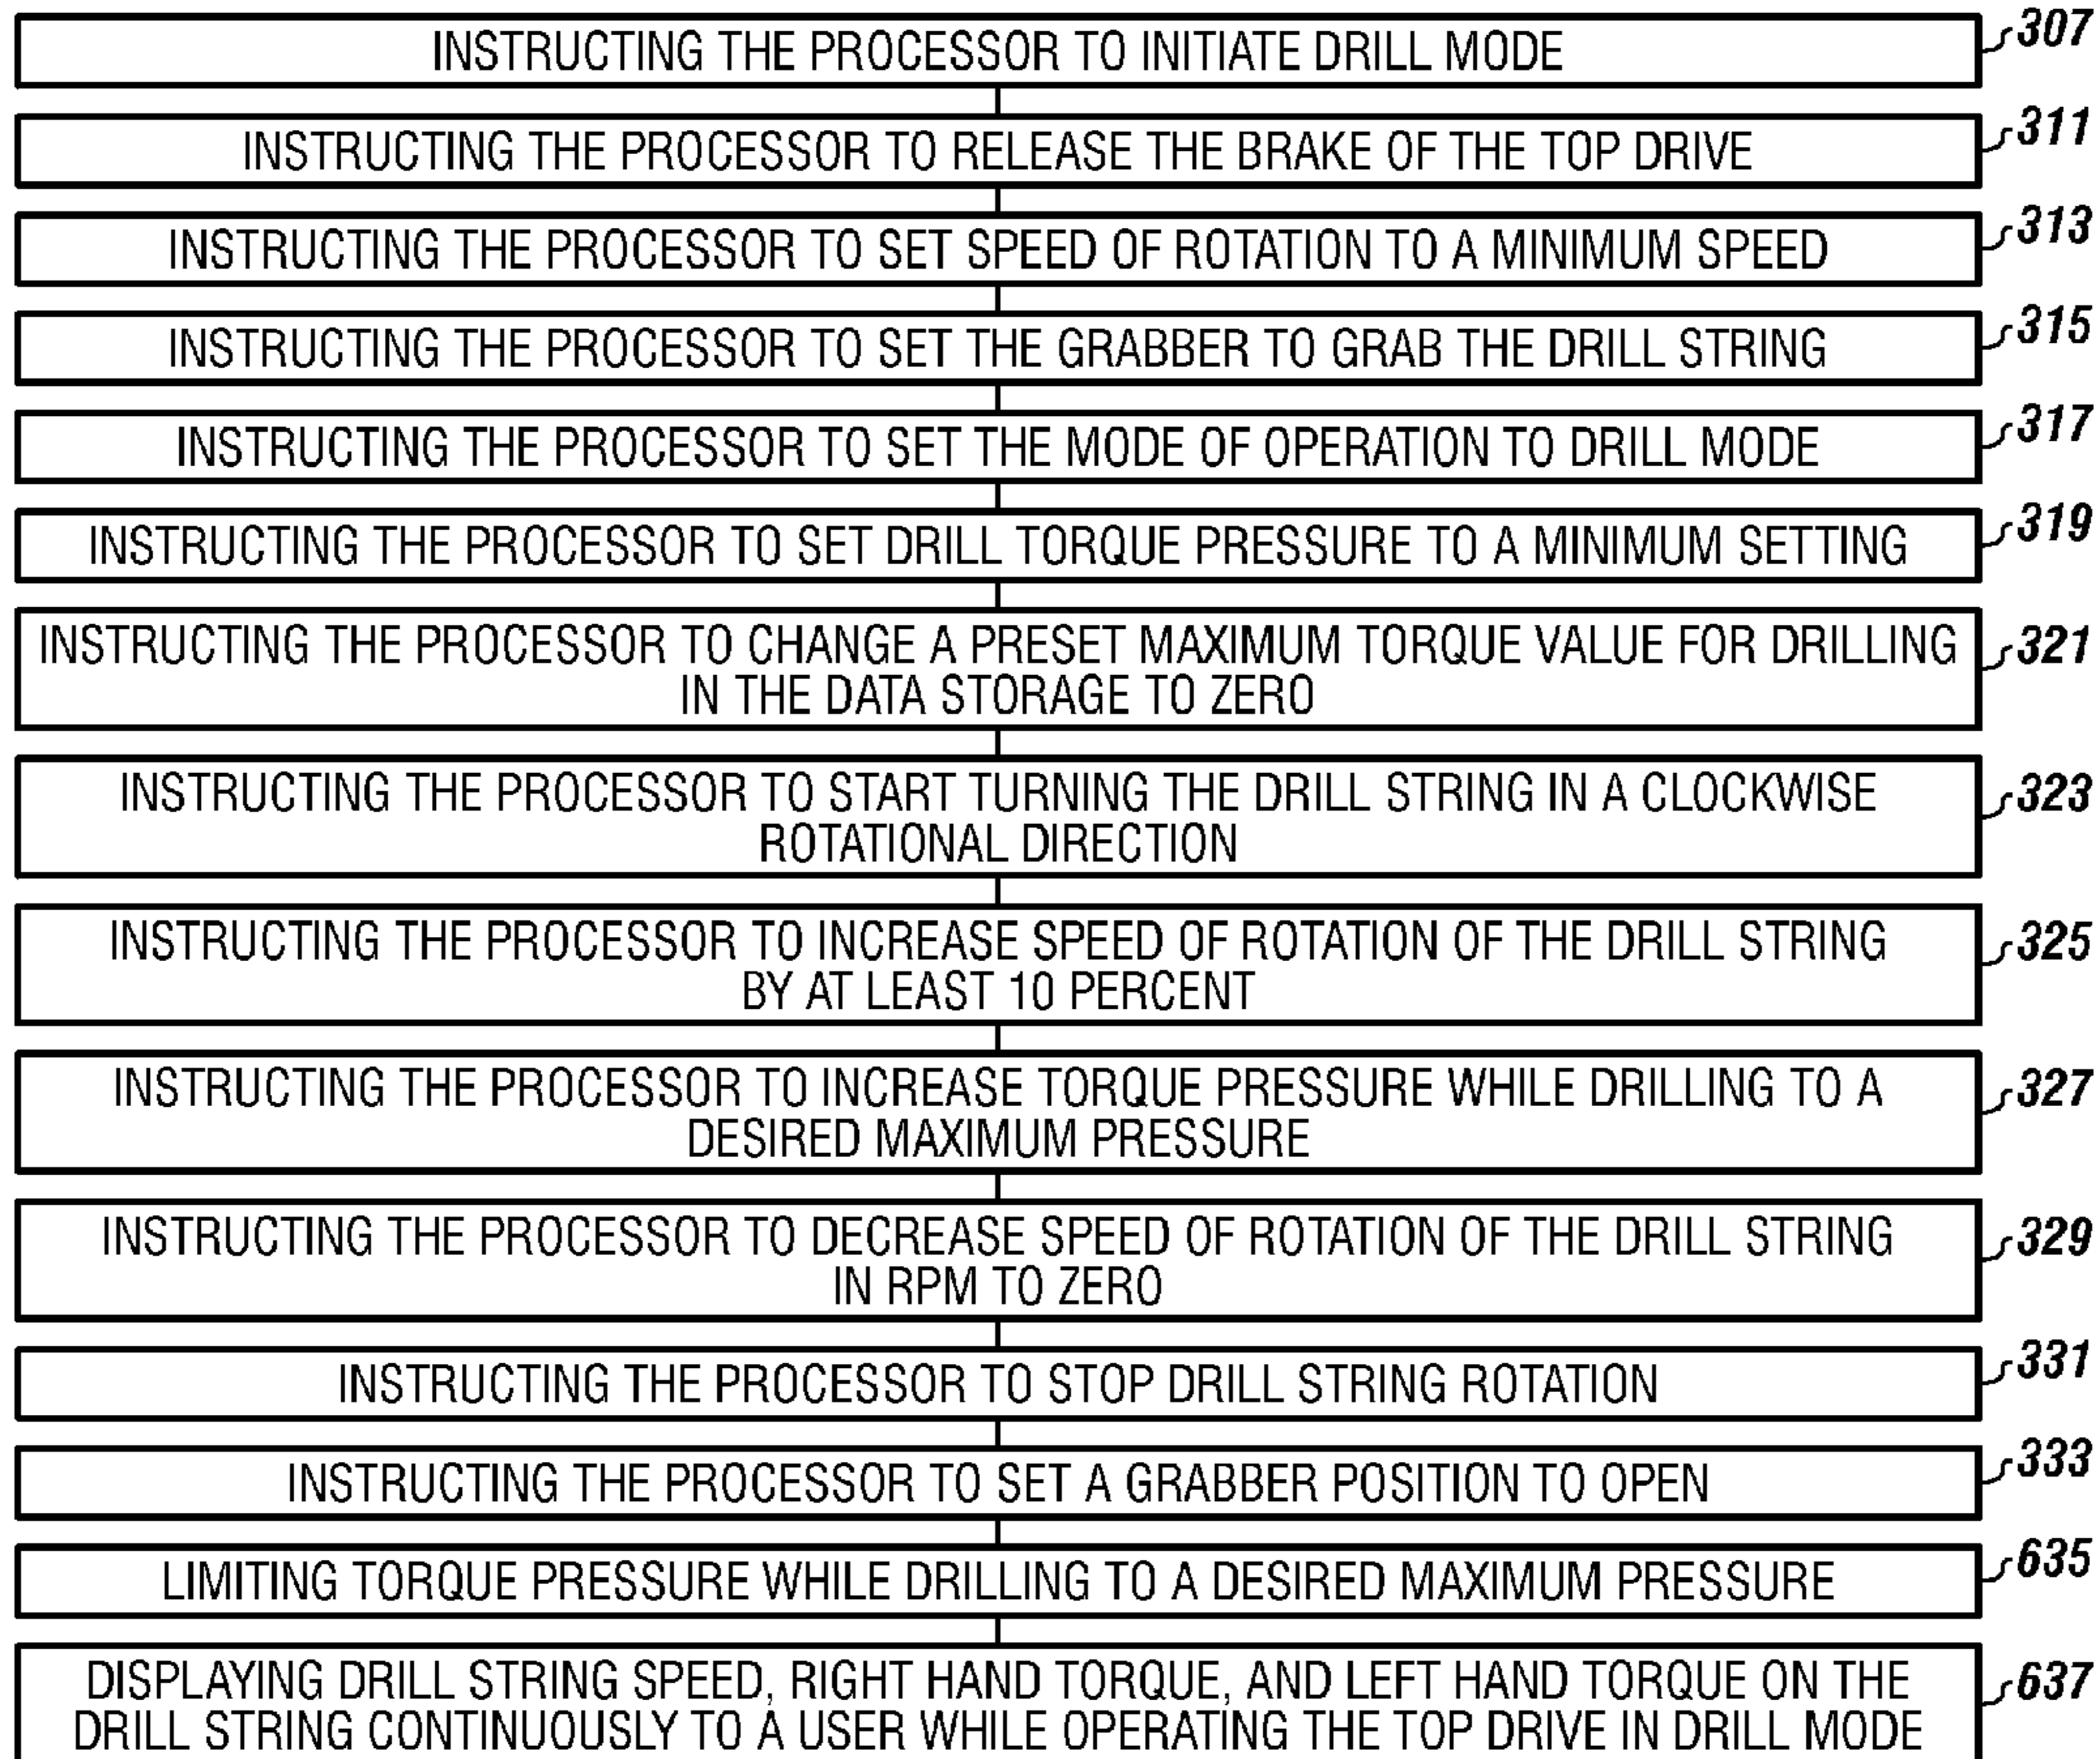 INSTRUCTING THE PROCESSOR TO INITIATE DRILL MODE
307
INSTRUCTING THE PROCESSOR TO RELEASE THE BRAKE OF THE TOP DRIVE
311
INSTRUCTING THE PROCESSOR TO SET SPEED OF ROTATION TO A MINIMUM SPEED
313
INSTRUCTING THE PROCESSOR TO SET THE GRABBER TO GRAB THE DRILL STRING
315
INSTRUCTING THE PROCESSOR TO SET THE MODE OF OPERATION TO DRILL MODE
317
INSTRUCTING THE PROCESSOR TO SET DRILL TORQUE PRESSURE TO A MINIMUM SETTING
319
INSTRUCTING THE PROCESSOR TO CHANGE A PRESET MAXIMUM TORQUE VALUE FOR DRILLING
IN THE DATA STORAGE TO ZERO
321
INSTRUCTING THE PROCESSOR TO START TURNING THE DRILL STRING IN A CLOCKWISE
ROTATIONAL DIRECTION
323
INSTRUCTING THE PROCESSOR TO INCREASE SPEED OF ROTATION OF THE DRILL STRING
BY AT LEAST 10 PERCENT
325
INSTRUCTING THE PROCESSOR TO INCREASE TORQUE PRESSURE WHILE DRILLING TO A
DESIRED MAXIMUM PRESSURE
327
INSTRUCTING THE PROCESSOR TO DECREASE SPEED OF ROTATION OF THE DRILL STRING
IN RPM TO ZERO
329
INSTRUCTING THE PROCESSOR TO STOP DRILL STRING ROTATION
331
INSTRUCTING THE PROCESSOR TO SET A GRABBER POSITION TO OPEN
333
LIMITING TORQUE PRESSURE WHILE DRILLING TO A DESIRED MAXIMUM PRESSURE
635
DISPLAYING DRILL STRING SPEED, RIGHT HAND TORQUE, AND LEFT HAND TORQUE ON THE
DRILL STRING CONTINUOUSLY TO A USER WHILE OPERATING THE TOP DRIVE IN DRILL MODE
637